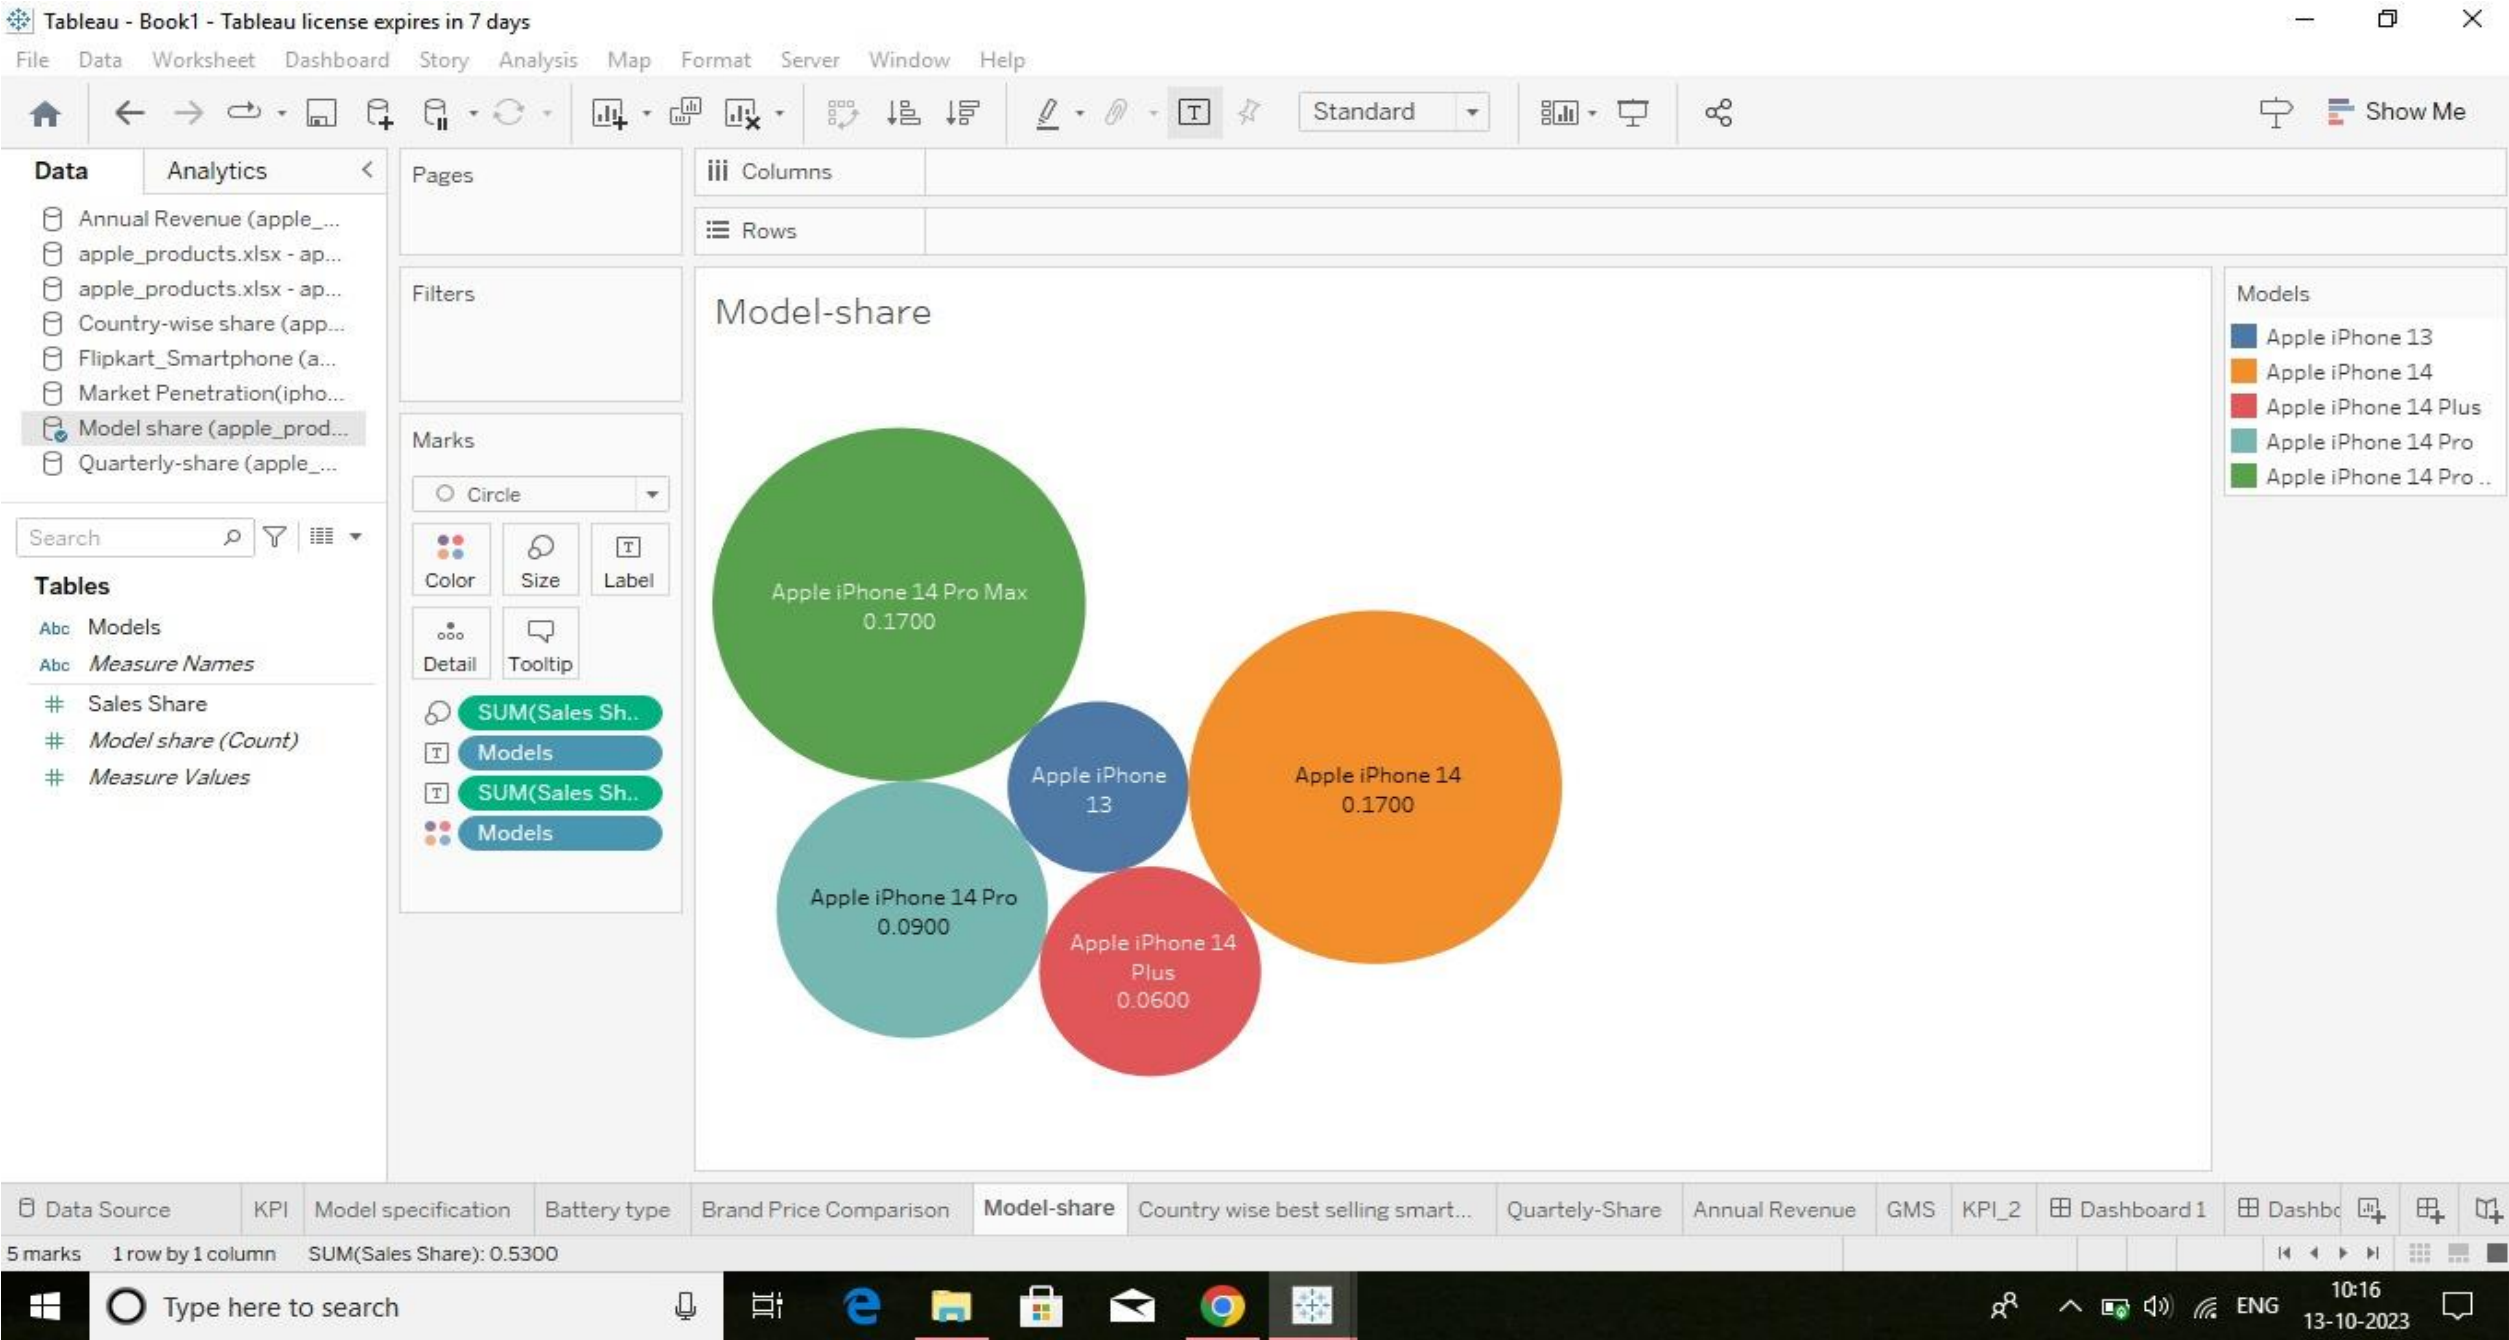 Tableau - Book1 - Tableau license expires in 7 days
File Data Worksheet Dashboard Story Analysis Map Format Server Window Help
Standard
Show Me
Data Analytics
Annual Revenue (apple_...
apple_products.xlsx - ap...
apple_products.xlsx - ap...
Country-wise share (app...
Flipkart_Smartphone (a...
Market Penetration(ipho...
Model share (apple_prod...
Quarterly-share (apple_...
Search
Tables
Abc Models
Abc Measure Names
# Sales Share
# Model share (Count)
# Measure Values
Pages
Filters
Marks
Circle
Color Size Label
Detail Tooltip
SUM(Sales Sh..
T Models
T SUM(Sales Sh..
Models
iii Columns
Rows
Model-share
Apple iPhone 14 Pro Max
0.1700
Apple iPhone
13
Apple iPhone 14
0.1700
Apple iPhone 14 Pro
0.0900
Apple iPhone 14
Plus
0.0600
Models
Apple iPhone 13
Apple iPhone 14
Apple iPhone 14 Plus
Apple iPhone 14 Pro
Apple iPhone 14 Pro ..
Data Source KPI Model specification Battery type Brand Price Comparison Model-share Country wise best selling smart... Quartely-Share Annual Revenue GMS KPI_2 Dashboard 1 Dashbc
5 marks 1 row by 1 column SUM(Sales Share): 0.5300
Type here to search
ENG
10:16
13-10-2023